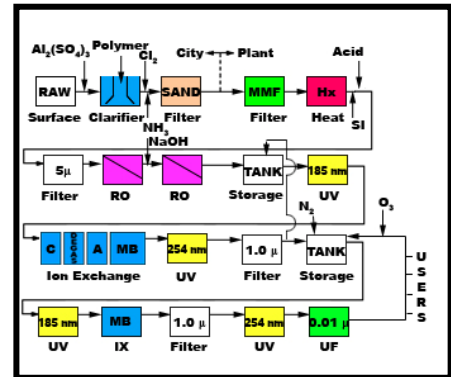 Al2(SO4)3
Polymer
Cl2
City
Plant
Acid
RAW
SAND
MMF
Hx
Surface
Clarifier
Filter
Filter
Heat
SI
NH3
NaOH
5µ
TANK
185 nm
Filter
RO
RO
Storage
UV
N2
O3
C
A
MB
254 nm
1.0 µ
TANK
Ion Exchange
UV
Filter
Storage
USERS
185 nm
MB
1.0 µ
254 nm
0.01 µ
UV
IX
Filter
UV
UF